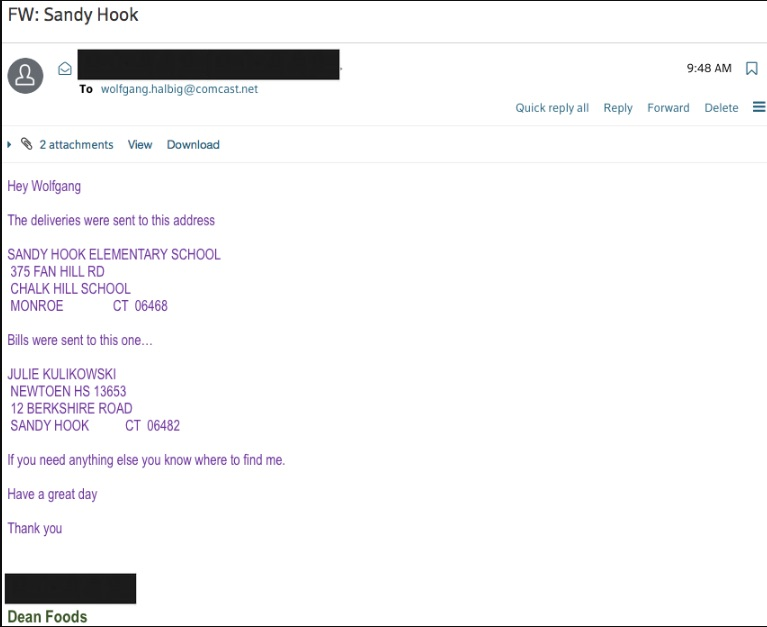 FW: Sandy Hook
9:48 AM
To wolfgang.halbig@comcast.net
Quick reply all Reply Forward Delete
2 attachments View Download
Hey Wolfgang
The deliveries were sent to this address
SANDY HOOK ELEMENTARY SCHOOL
375 FAN HILL RD
CHALK HILL SCHOOL
MONROE CT 06468
Bills were sent to this one…
JULIE KULIKOWSKI
NEWTOEN HS 13653
12 BERKSHIRE ROAD
SANDY HOOK CT 06482
If you need anything else you know where to find me.
Have a great day
Thank you
Dean Foods